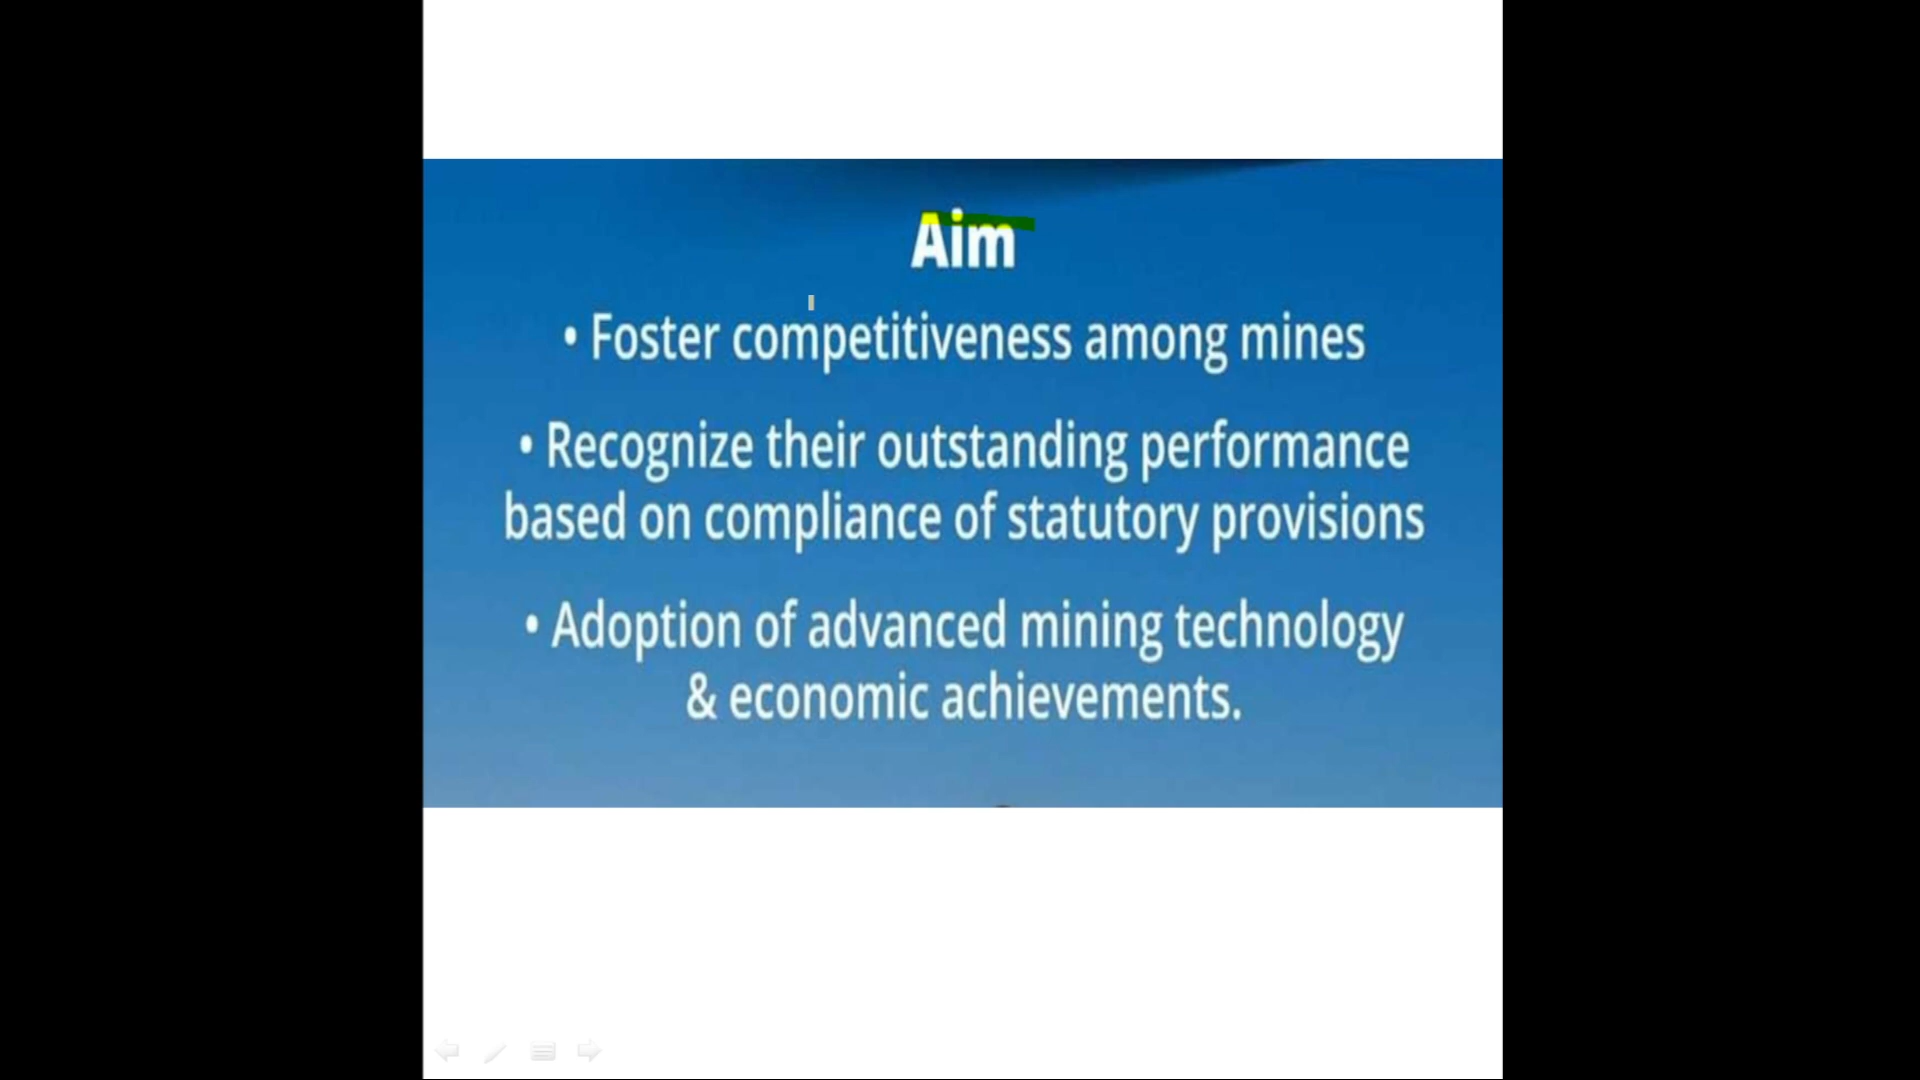 Aim
• Foster competitiveness among mines
• Recognize their outstanding performance
based on compliance of statutory provisions
• Adoption of advanced mining technology
& economic achievements.